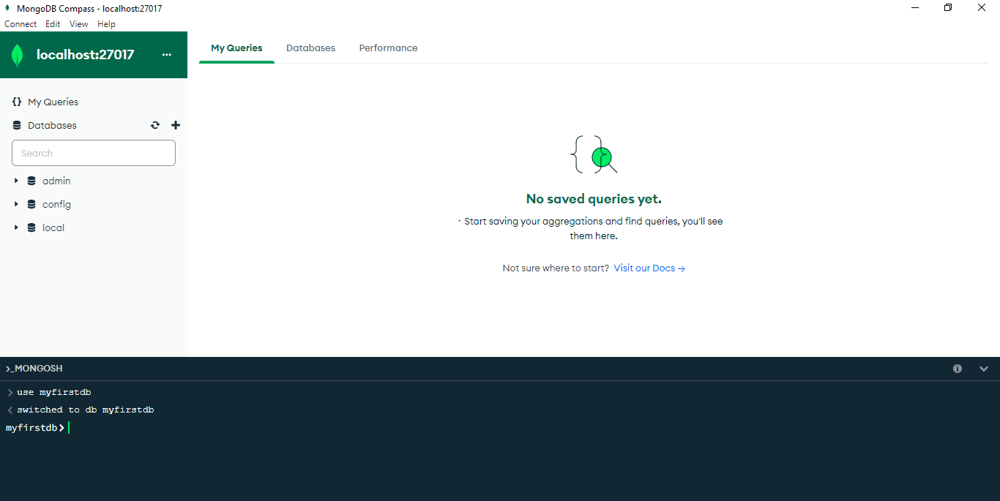 MongoDB Compass - localhost:27017
Connect Edit View Help
localhost:27017 ...
My Queries Databases Performance
{} My Queries
Databases
Search
admin
config
local
No saved queries yet.
· Start saving your aggregations and find queries, you'll see
them here.
Not sure where to start? Visit our Docs →
>_MONGOSH
> use myfirstdb
< switched to db myfirstdb
myfirstdb>